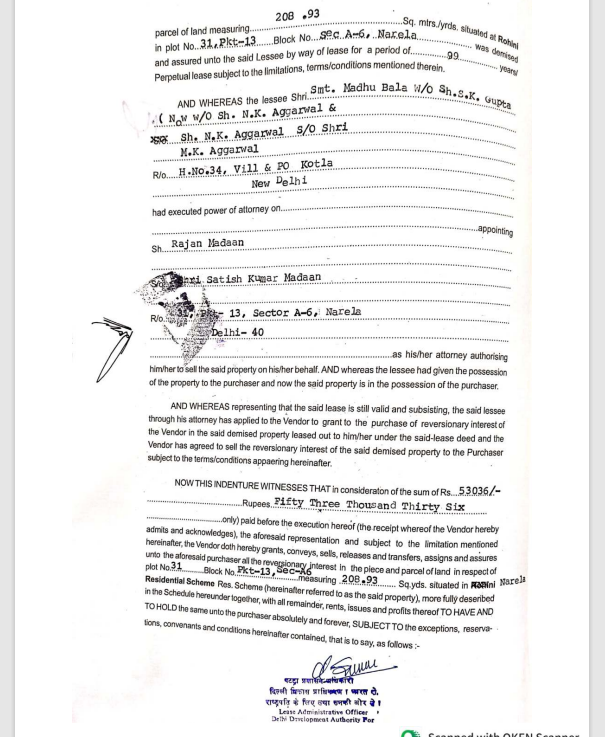 208 .93
parcel of land measuring..........Sq. mtrs./yrds. situated at Rohini
in plot No. 31,Pkt-13 Block No. Sec A-6, Narela was demised
and assured unto the said Lessee by way of lease for a period of 99 years/
Perpetual lease subject to the limitations, terms/conditions mentioned therein.
AND WHEREAS the lessee Shri. Smt. Madhu Bala W/o Sh.S.K. Gupta
( Now W/o Sh. N.K. Aggarwal &
Sh. N.K. Aggarwal S/O Shri
M.K. Aggarwal
R/o.... H.No.34, Vill & PO Kotla
New Delhi
had executed power of attorney on..........appointing
Sh... Rajan Madaan
S/o Shri Satish Kumar Madaan
R/o. 31, Pkt- 13, Sector A-6, Narela
Delhi- 40
..........as his/her attorney authorising
him/her to sell the said property on his/her behalf. AND whereas the lessee had given the possession
of the property to the purchaser and now the said property is in the possession of the purchaser.
AND WHEREAS representing that the said lease is still valid and subsisting, the said lessee
through his attorney has applied to the Vendor to grant to the purchase of reversionary interest of
the Vendor in the said demised property leased out to him/her under the said-lease deed and the
Vendor has agreed to sell the reversionary interest of the said demised property to the Purchaser
subject to the terms/conditions appaering hereinafter.
NOW THIS INDENTURE WITNESSES THAT in consideraton of the sum of Rs... 53036/-
..........Rupees. Fifty Three Thousand Thirty Six
..........only) paid before the execution hereof (the receipt whereof the Vendor hereby
admits and acknowledges), the aforesaid representation and subject to the limitation mentioned
hereinafter, the Vendor doth hereby grants, conveys, sells, releases and transfers, assigns and assures
unto the aforesaid purchaser all the reversionary interest in the piece and parcel of land in respect of
plot No. 31 Block No. Pkt-13, Sec-A6 measuring 208.93 Sq.yds. situated in Rohini Narela
Residential Scheme Res. Scheme (hereinafter referred to as the said property), more fully deseribed
in the Schedule hereunder together, with all remainder, rents, issues and profits thereof TO HAVE AND
TO HOLD the same unto the purchaser absolutely and forever, SUBJECT TO the exceptions, reserva-
tions, convenants and conditions hereinafter contained, that is to say, as follows :-
पट्टा प्रशासन अधिकारी
दिल्ली विकास प्राधिकरण । भारत के.
राष्ट्रपति के लिए तथा उनकी ओर से ।
Lease Administrative Officer
Delhi Development Authority For
Scanned with OKEN Scanner